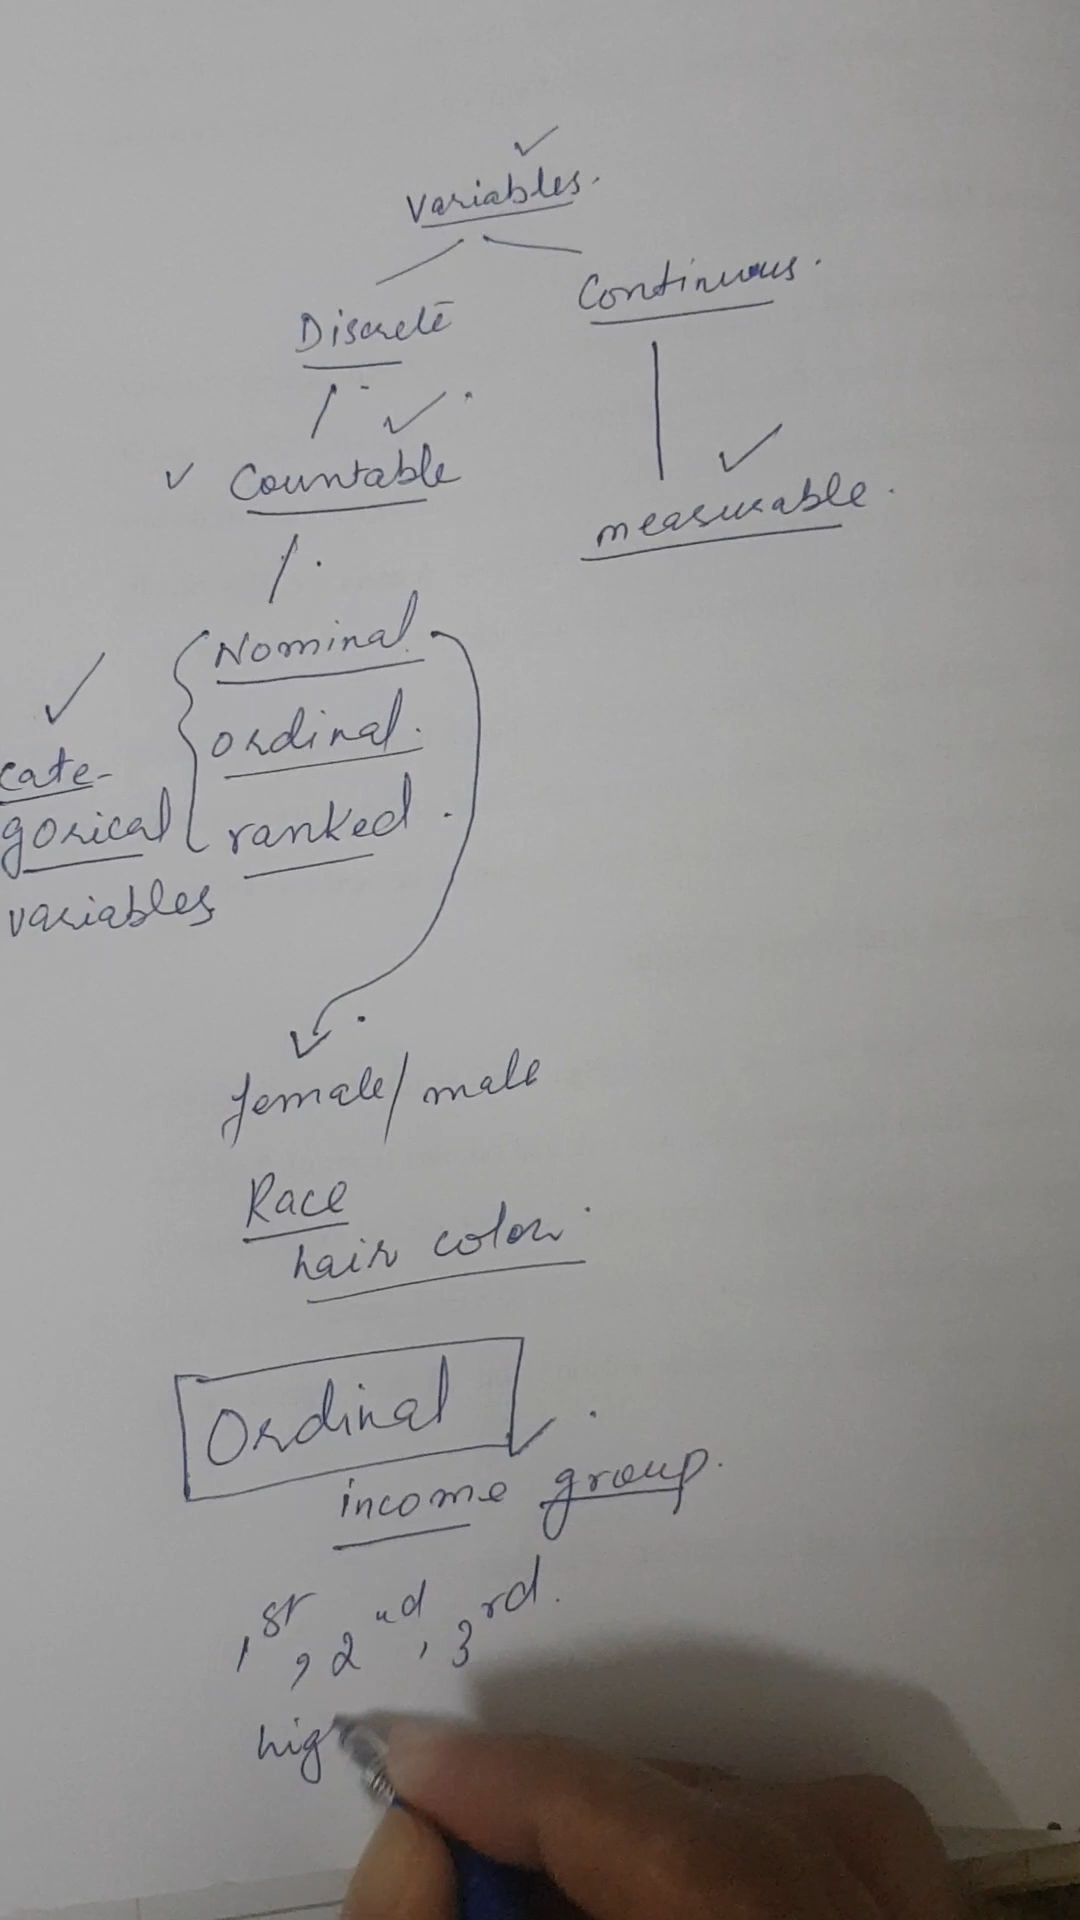 Variables.
Discrete
Continuous.
Countable
measurable.
Nominal.
ordinal.
ranked.
cate-
gorical
variables
female/male
Race
hair color.
Ordinal
income group.
1st, 2nd, 3rd.
hig